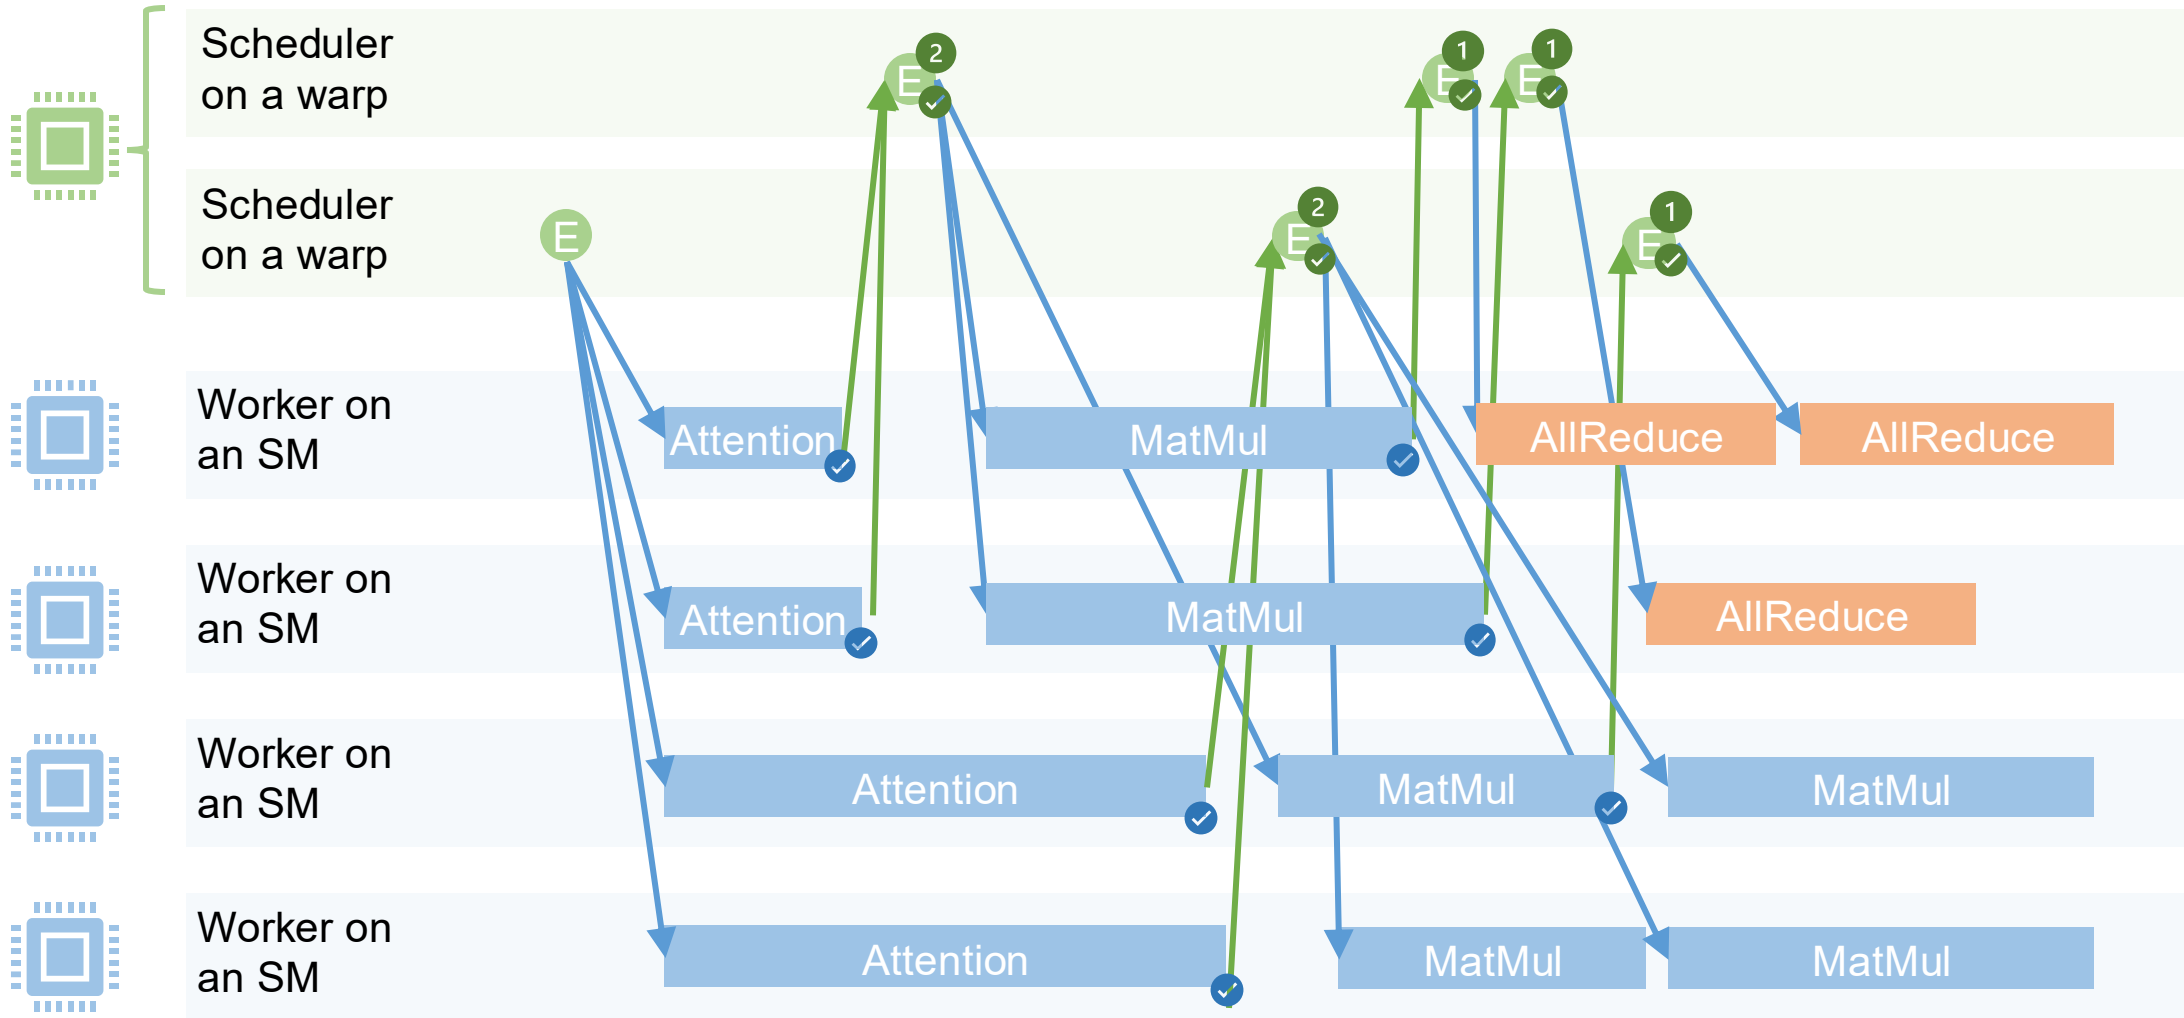 Scheduler
on a warp
E 2
E 1
E 1
Scheduler
on a warp
E
E 2
E 1
Worker on
an SM
Attention
MatMul
AllReduce
AllReduce
Worker on
an SM
Attention
MatMul
AllReduce
Worker on
an SM
Attention
MatMul
MatMul
Worker on
an SM
Attention
MatMul
MatMul